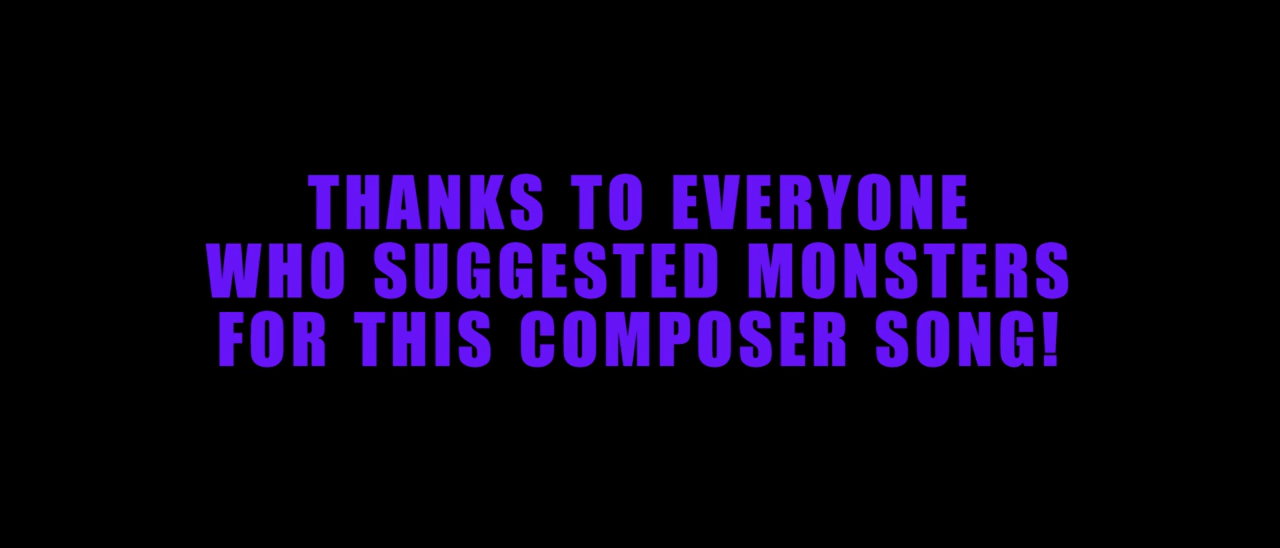 THANKS TO EVERYONE
WHO SUGGESTED MONSTERS
FOR THIS COMPOSER SONG!